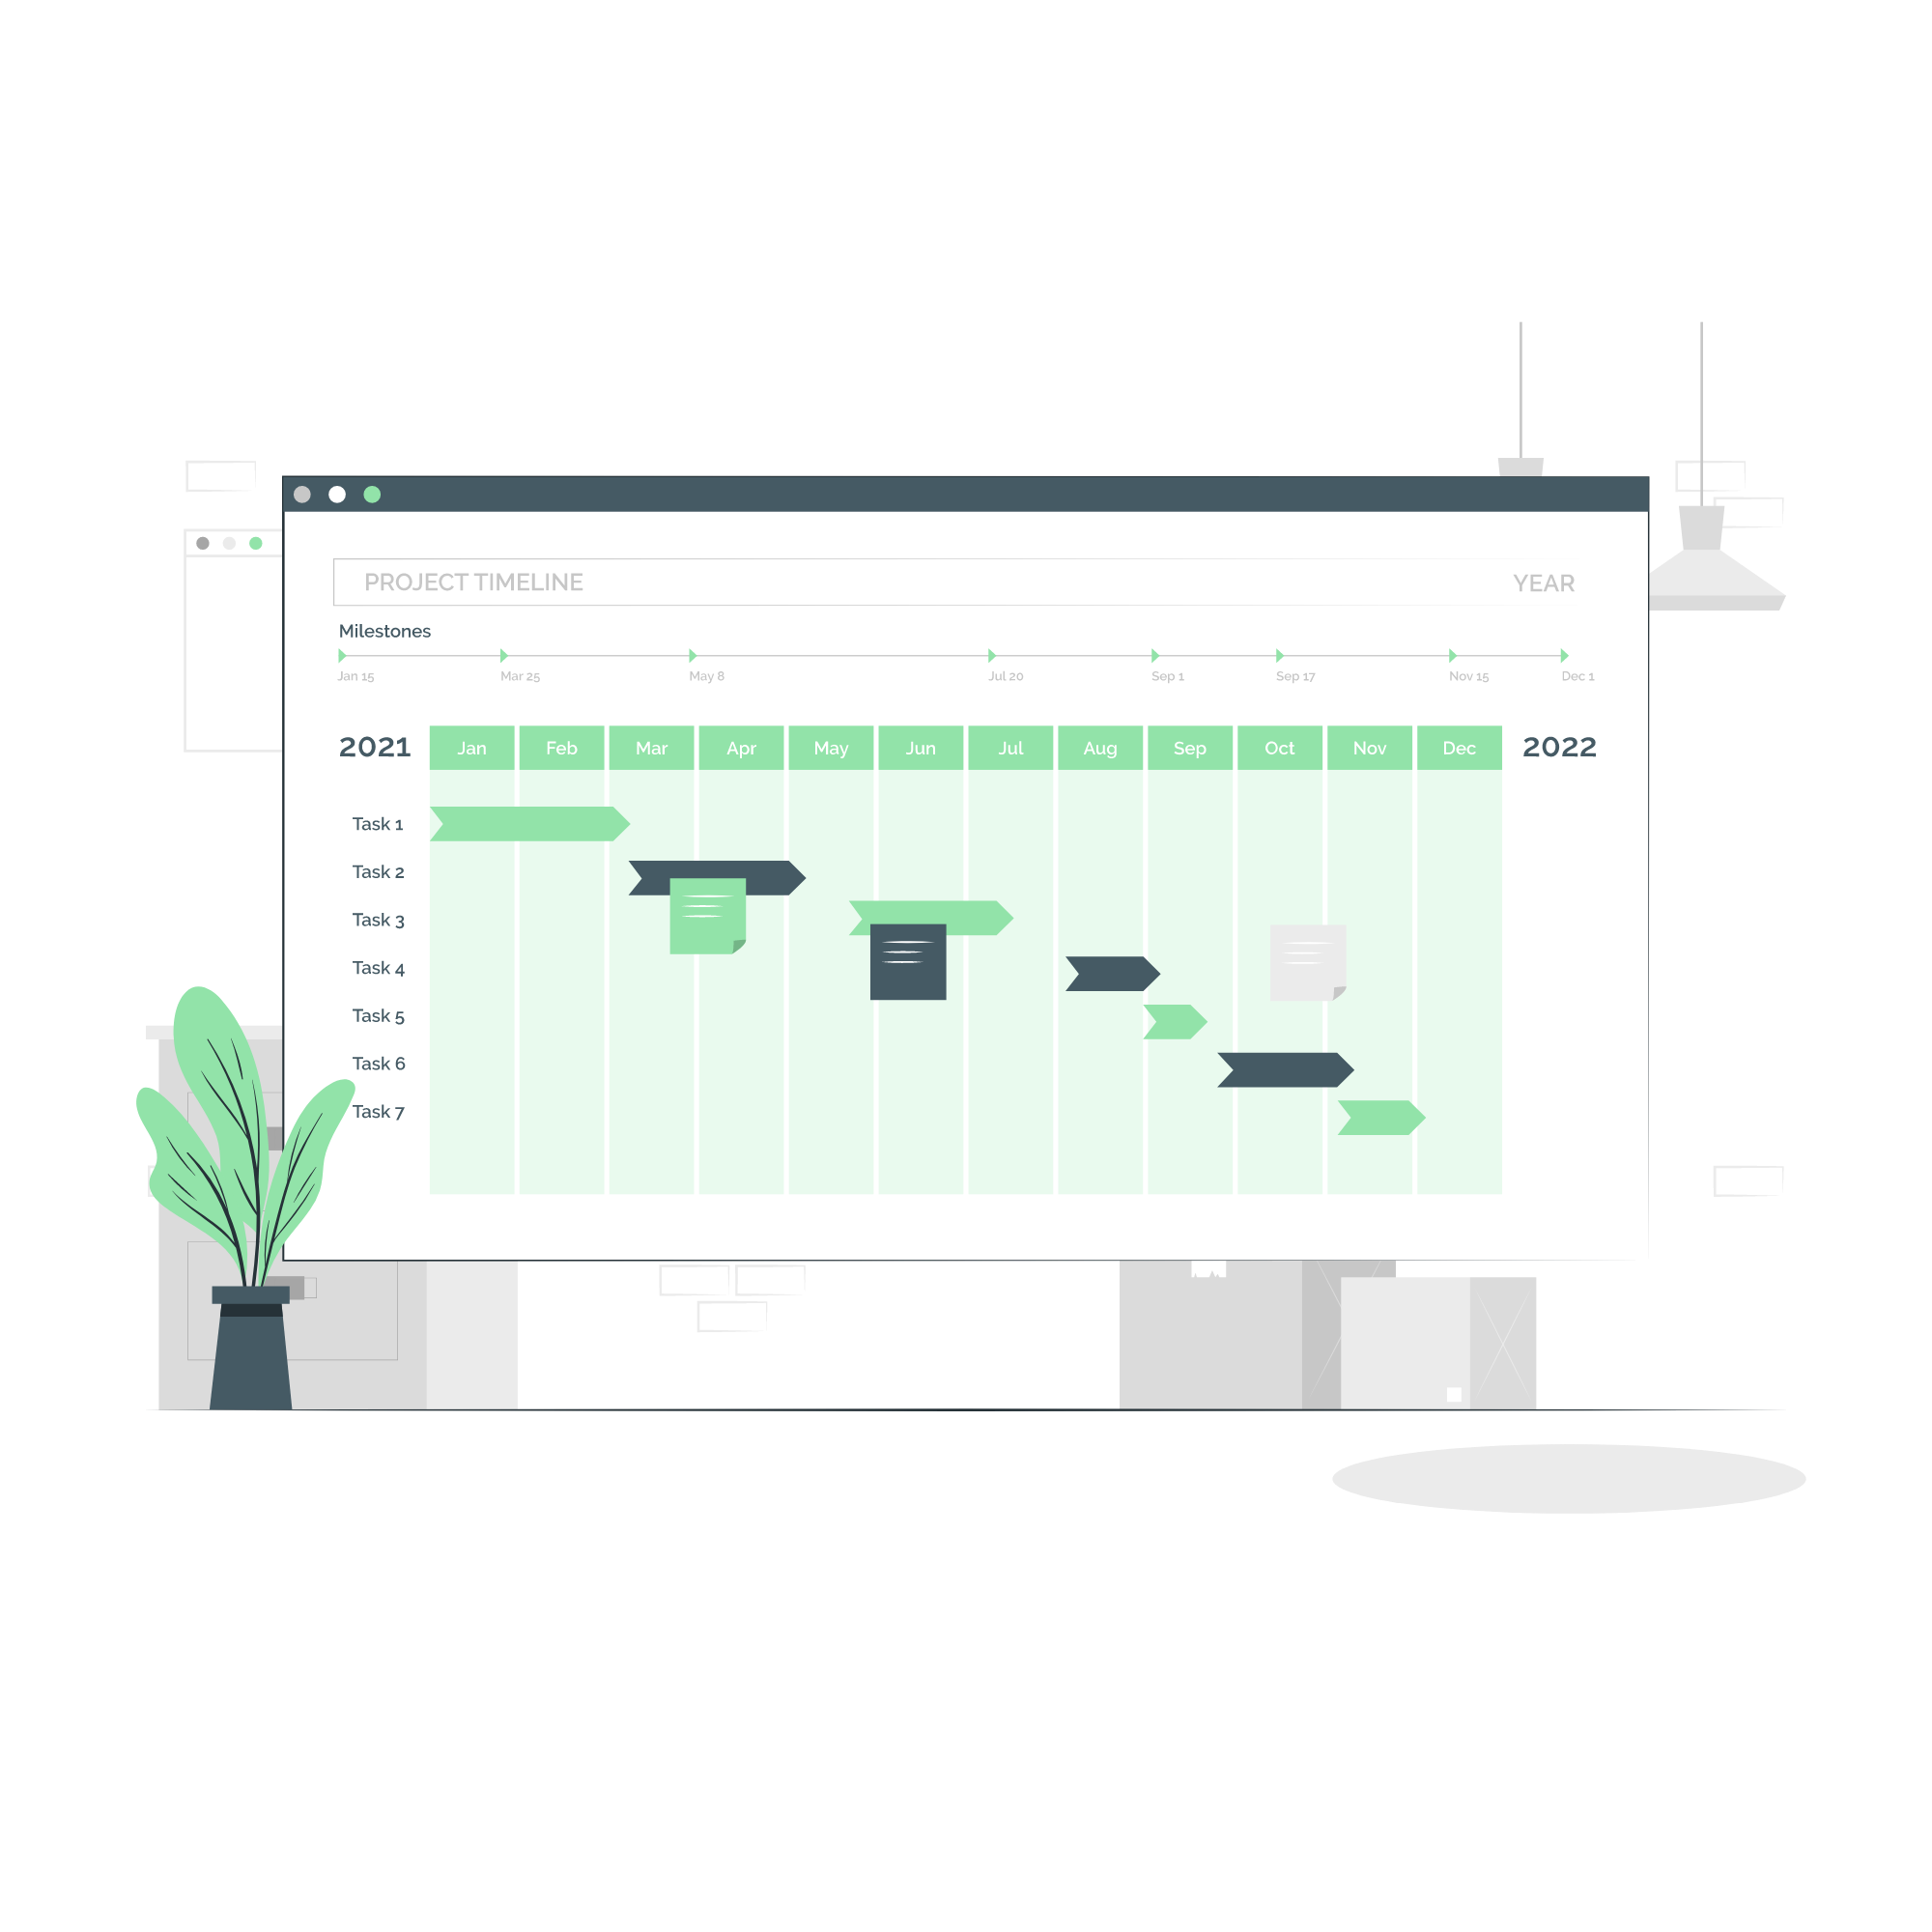 PROJECT TIMELINE YEAR
Milestones
Jan 15 Mar 25 May 8 Jul 20 Sep 1 Sep 17 Nov 15 Dec 1
2021 Jan Feb Mar Apr May Jun Jul Aug Sep Oct Nov Dec 2022
Task 1
Task 2
Task 3
Task 4
Task 5
Task 6
Task 7